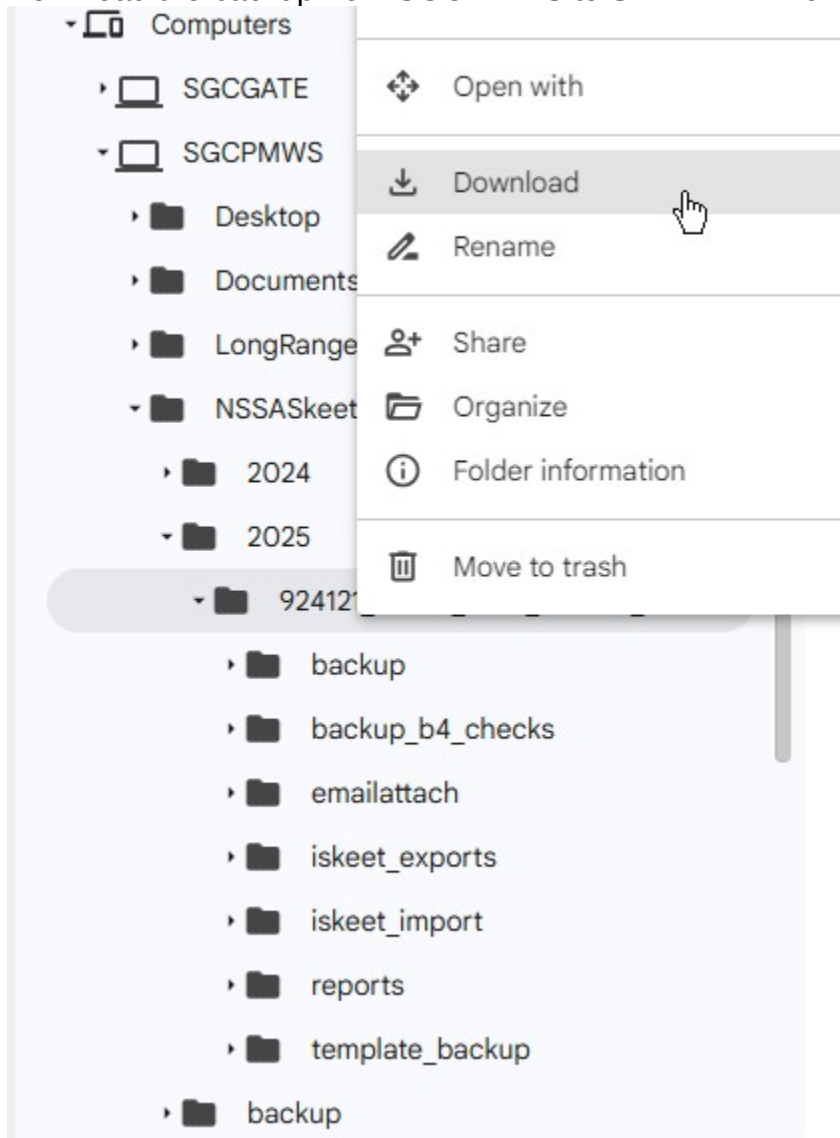 Computers
SGCGATE
SGCPMWS
Desktop
Documents
LongRange
NSSASkeet
2024
2025
924121
backup
backup_b4_checks
emailattach
iskeet_exports
iskeet_import
reports
template_backup
backup
Open with
Download
Rename
Share
Organize
Folder information
Move to trash